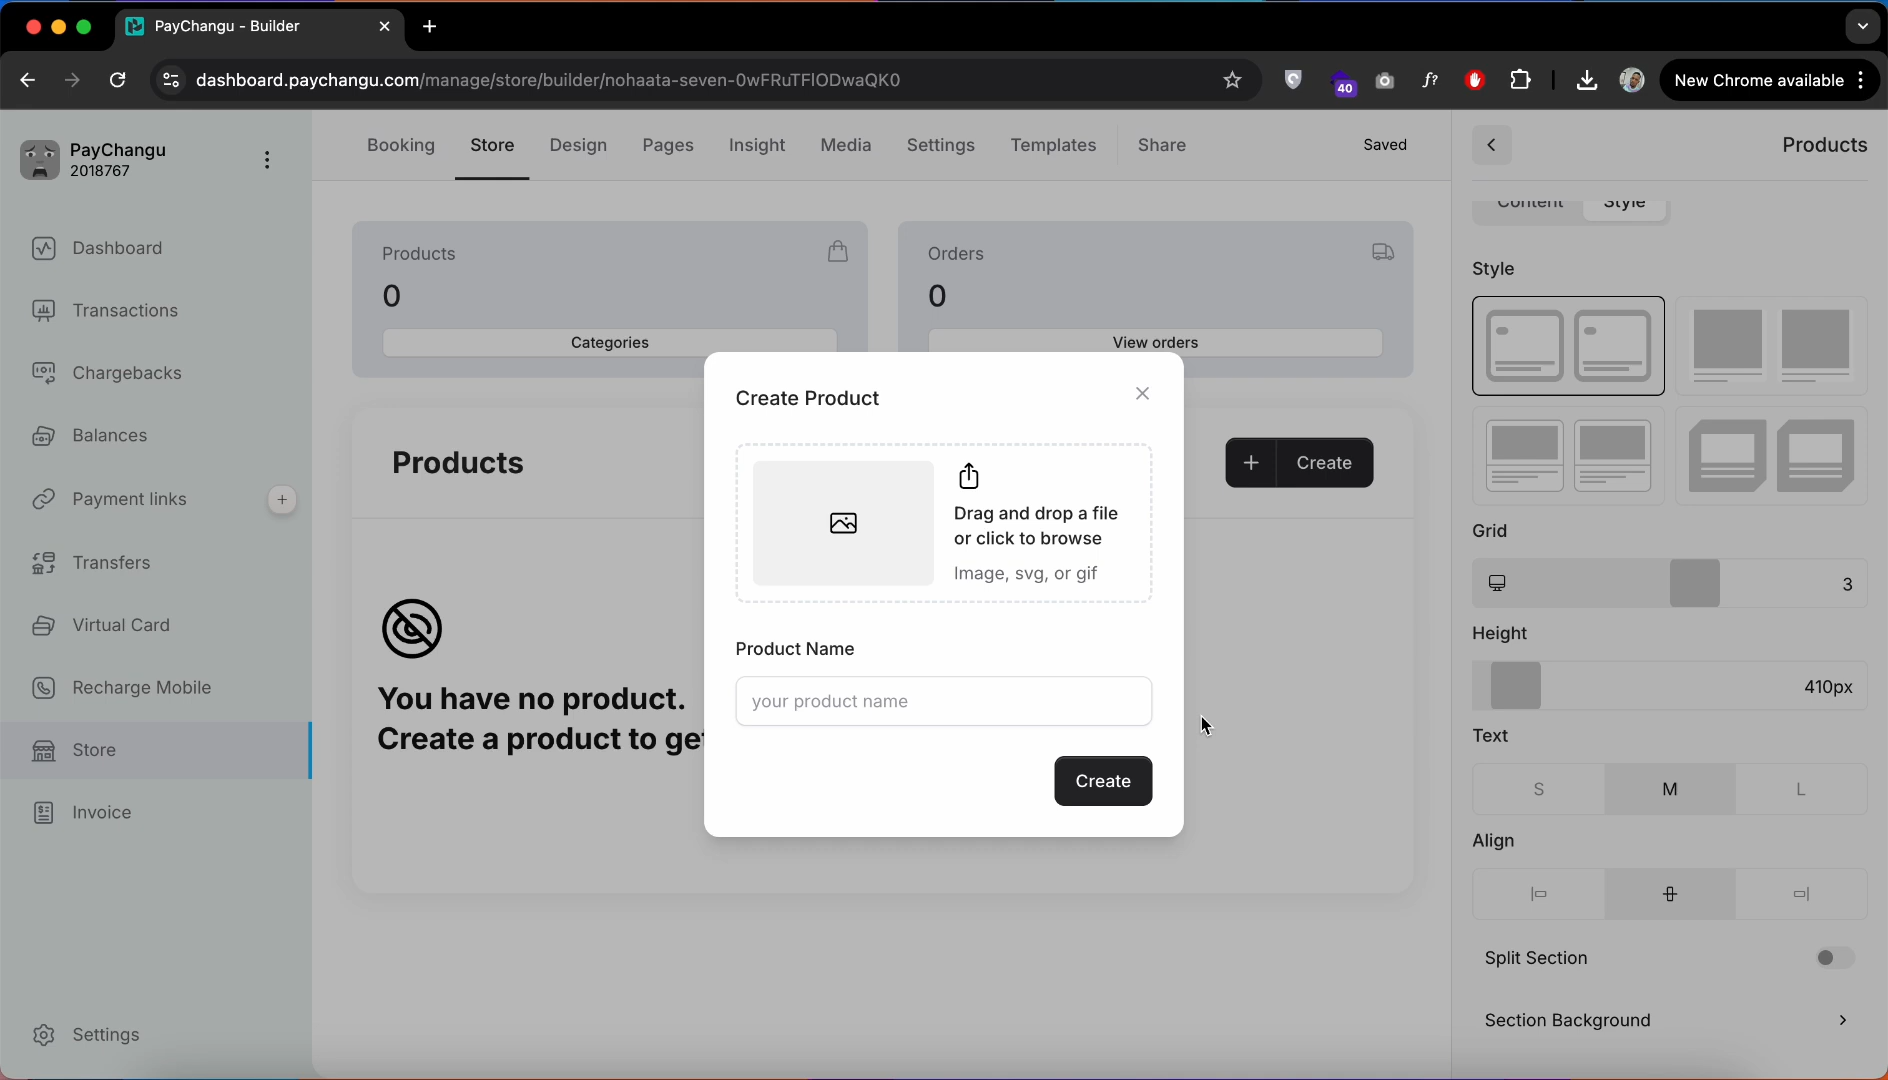 PayChangu - Builder
dashboard.paychangu.com/manage/store/builder/nohaata-seven-0wFRuTFIODwaQK0
40
f?
New Chrome available
PayChangu
2018767
Dashboard
Transactions
Chargebacks
Balances
Payment links
Transfers
Virtual Card
Recharge Mobile
Store
Invoice
Settings
Booking
Store
Design
Pages
Insight
Media
Settings
Templates
Share
Saved
Products
0
Categories
Orders
0
View orders
Products
Create
You have no product.
Create a product to get
Create Product
Drag and drop a file
or click to browse
Image, svg, or gif
Product Name
your product name
Create
Products
Content
Style
Style
Grid
3
Height
410px
Text
S
M
L
Align
Split Section
Section Background